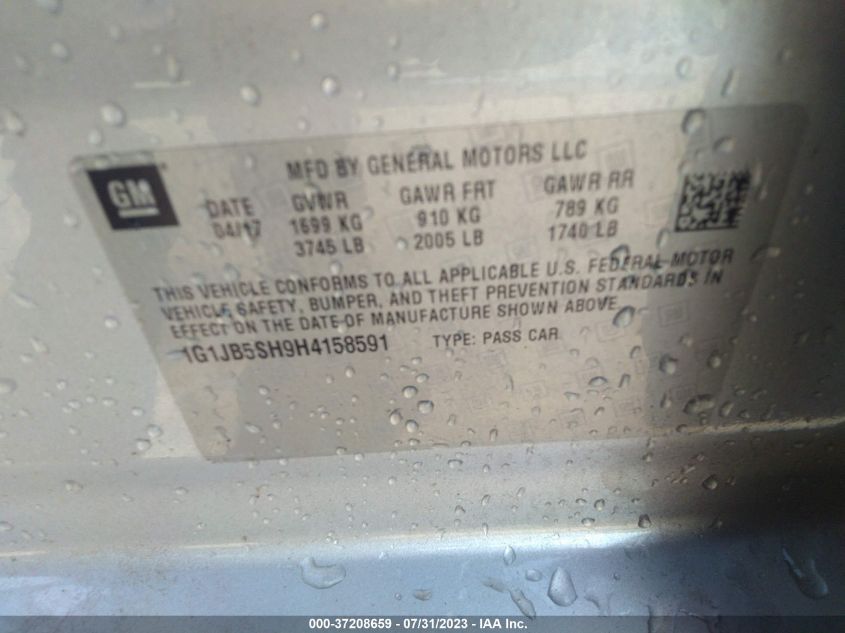 GM
MFD BY GENERAL MOTORS LLC
DATE GVWR GAWR FRT GAWR RR
04/17 1699 KG 910 KG 789 KG
3745 LB 2005 LB 1740 LB
THIS VEHICLE CONFORMS TO ALL APPLICABLE U.S. FEDERAL MOTOR
VEHICLE SAFETY, BUMPER, AND THEFT PREVENTION STANDARDS IN
EFFECT ON THE DATE OF MANUFACTURE SHOWN ABOVE
1G1JB5SH9H4158591 TYPE: PASS CAR
000-37208659 / 07/31/2023 - IAA Inc.